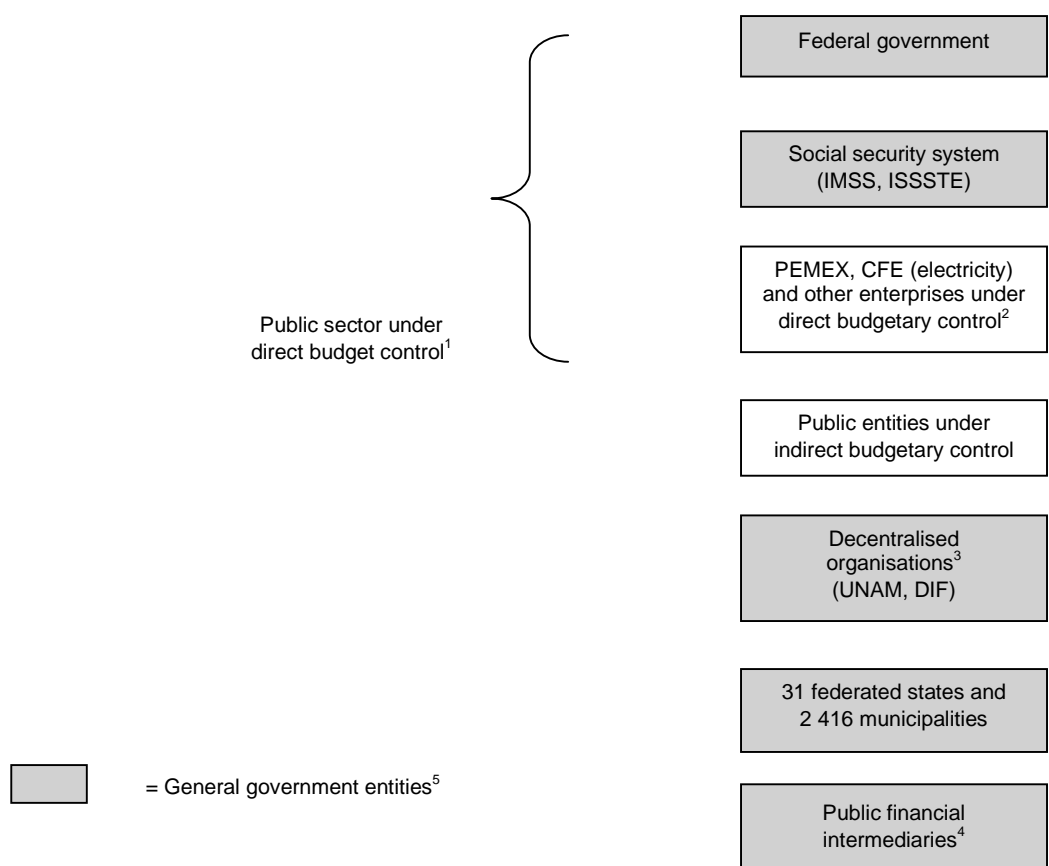 Federal government
Social security system
(IMSS, ISSSTE)
PEMEX, CFE (electricity)
and other enterprises under
direct budgetary control²
Public sector under
direct budget control¹
Public entities under
indirect budgetary control
Decentralised
organisations³
(UNAM, DIF)
31 federated states and
2 416 municipalities
= General government entities⁵
Public financial
intermediaries⁴